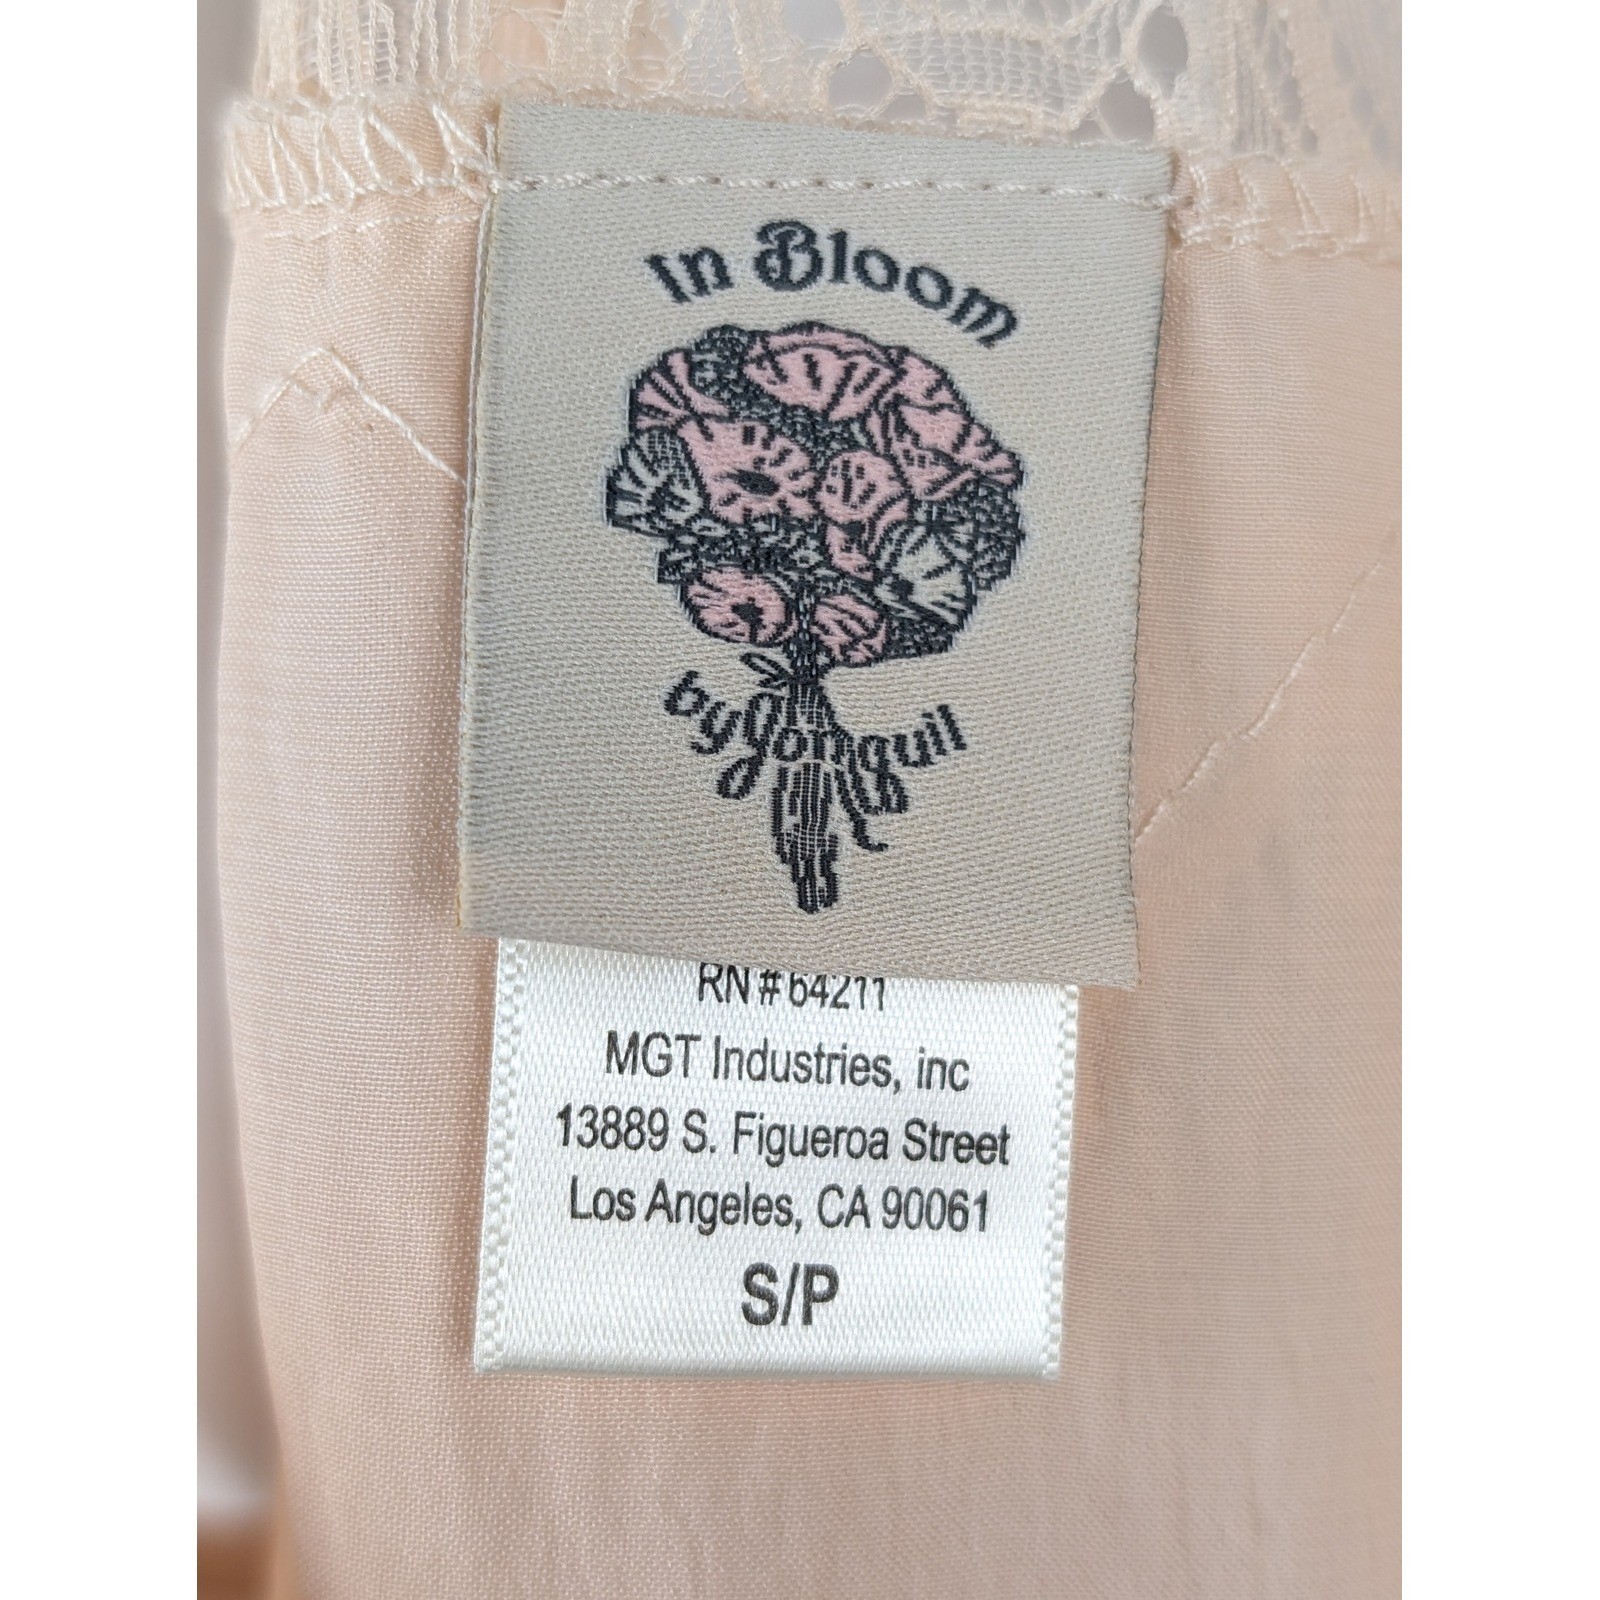 In Bloom
by Jonquil
RN # 64211
MGT Industries, inc
13889 S. Figueroa Street
Los Angeles, CA 90061
S/P